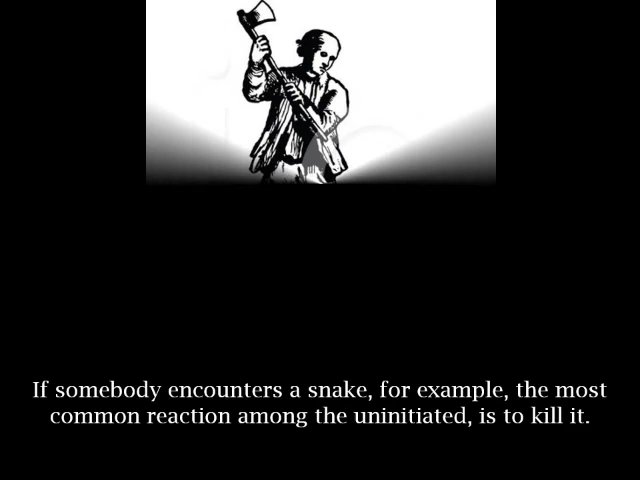 If somebody encounters a snake, for example, the most
common reaction among the uninitiated, is to kill it.